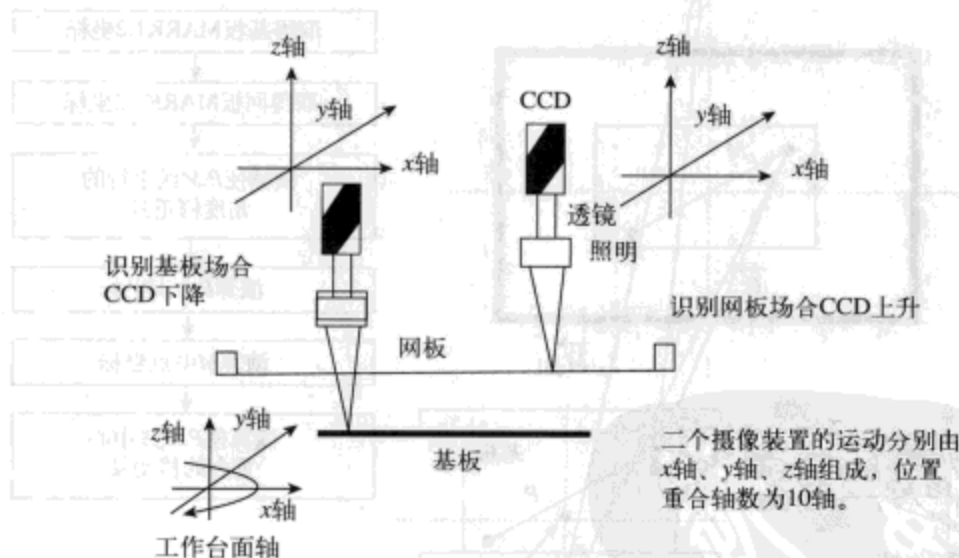 z轴
y轴
x轴
CCD
z轴
y轴
x轴
透镜
照明
识别基板场合
CCD下降
识别网板场合CCD上升
网板
z轴
y轴
x轴
工作台面轴
基板
二个摄像装置的运动分别由
x轴、y轴、z轴组成，位置
重合轴数为10轴。